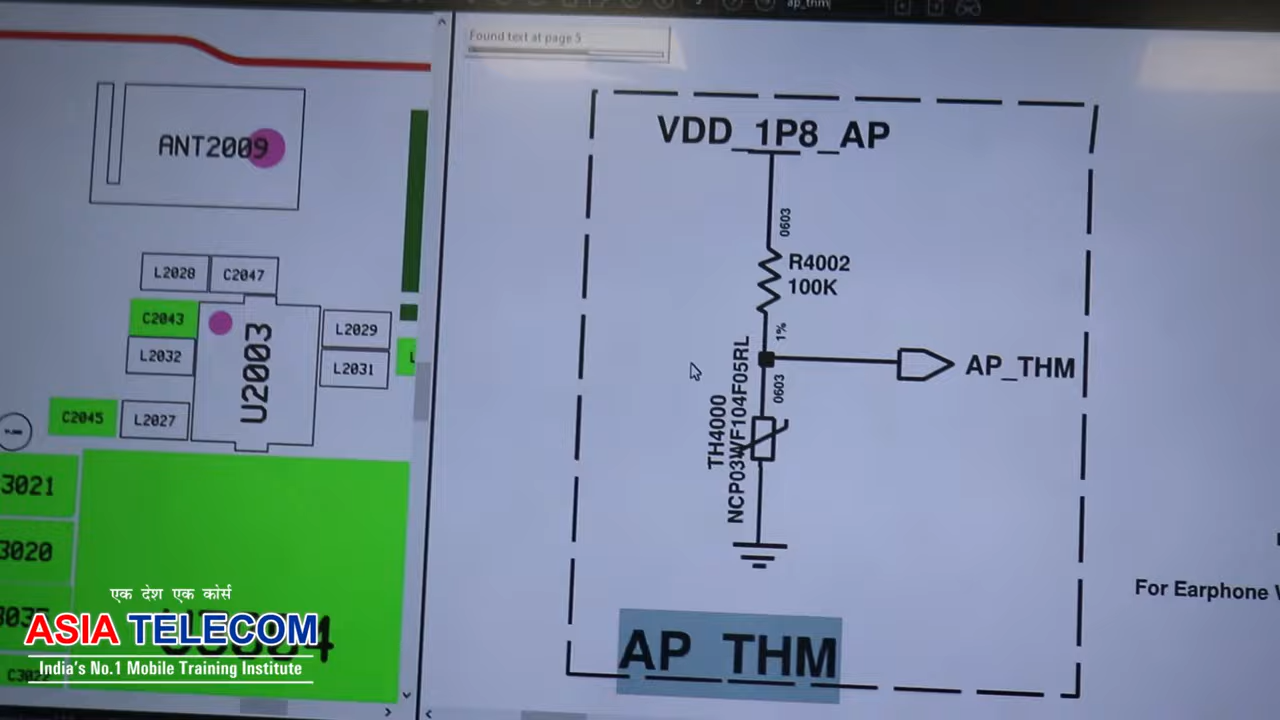 ap_thm
Found text at page 5
ANT2009
L2028
C2047
C2043
L2029
L2032
L2031
U2003
C2045
L2027
3021
3020
VDD_1P8_AP
0603
R4002
100K
1%
AP_THM
0603
TH4000
NCP03WF104F05RL
AP_THM
For Earphone
एक देश एक कोर्स
ASIA TELECOM
India's No.1 Mobile Training Institute